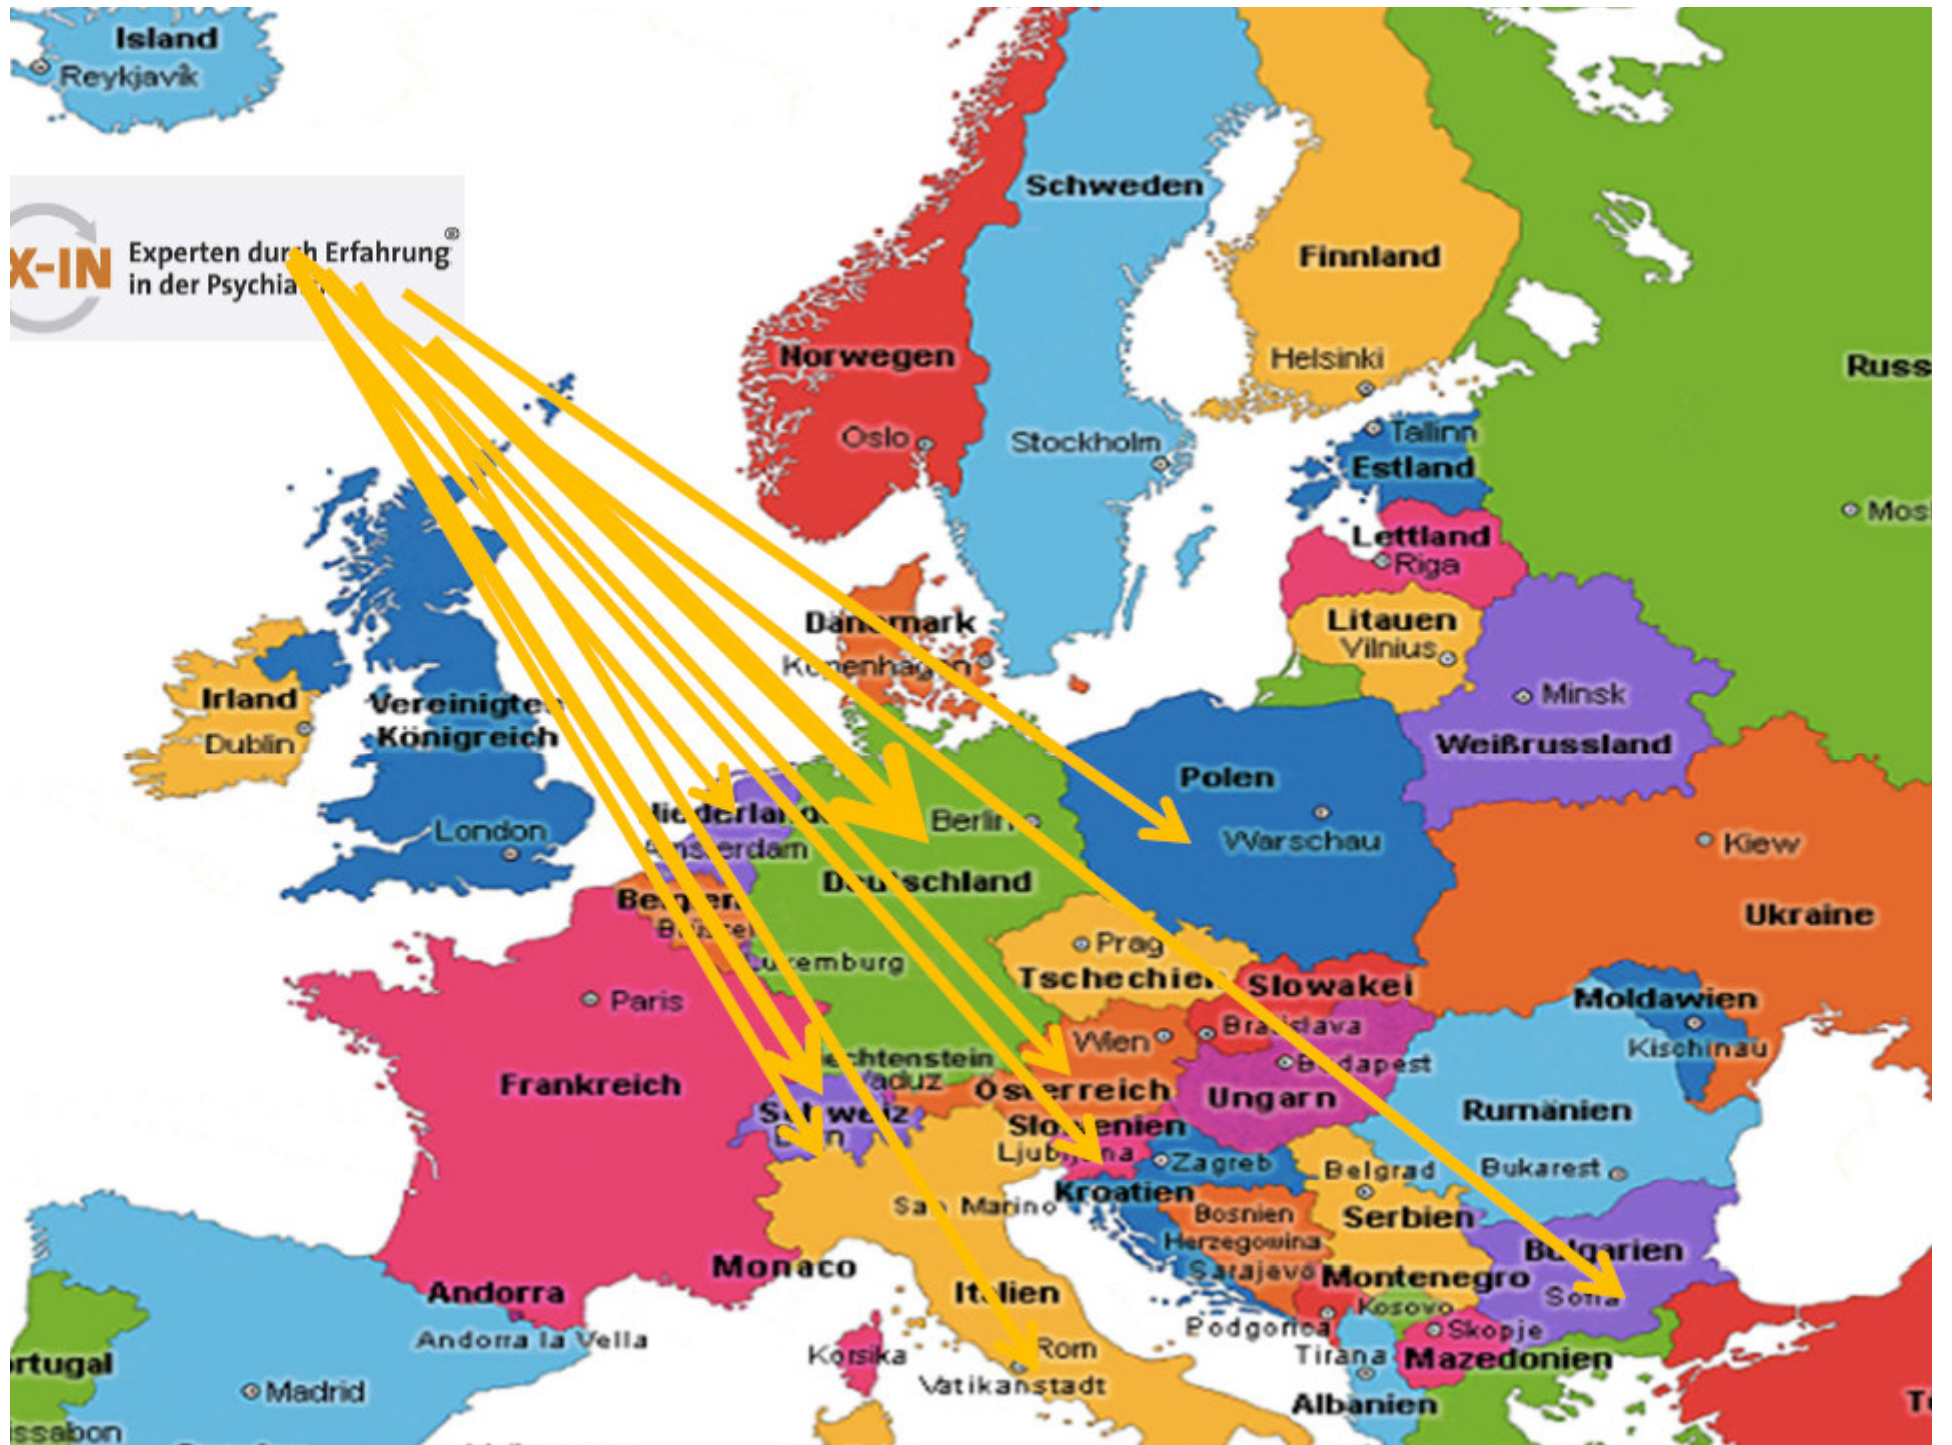 Island
Reykjavik
X-IN
Experten durch Erfahrung®
in der Psychia
Schweden
Finnland
Norwegen
Helsinki
Russ
Oslo
Stockholm
Tallinn
Estland
Mos
Lettland
Riga
Dänemark
Kopenhagen
Litauen
Vilnius
Irland
Dublin
Vereinigtes
Königreich
Minsk
Weißrussland
Polen
Niederlande
London
Berlin
Warschau
Kiew
Amsterdam
Deutschland
Belgien
Brüssel
Ukraine
Luxemburg
Prag
Tschechien
Slowakei
Paris
Moldawien
Wien
Bratislava
Kischinau
Liechtenstein
Budapest
Frankreich
Vaduz
Österreich
Ungarn
Schweiz
Rumänien
Bern
Slowenien
Ljubljana
Zagreb
Belgrad
Bukarest
San Marino
Kroatien
Bosnien
Serbien
Herzegowina
Bulgarien
Monaco
Sarajevo
Montenegro
Andorra
Italien
Sofia
Kosovo
Andorra la Vella
Podgorica
Skopje
Korsika
Rom
Tirana
Mazedonien
rtugal
Madrid
Vatikanstadt
Albanien
T
issabon